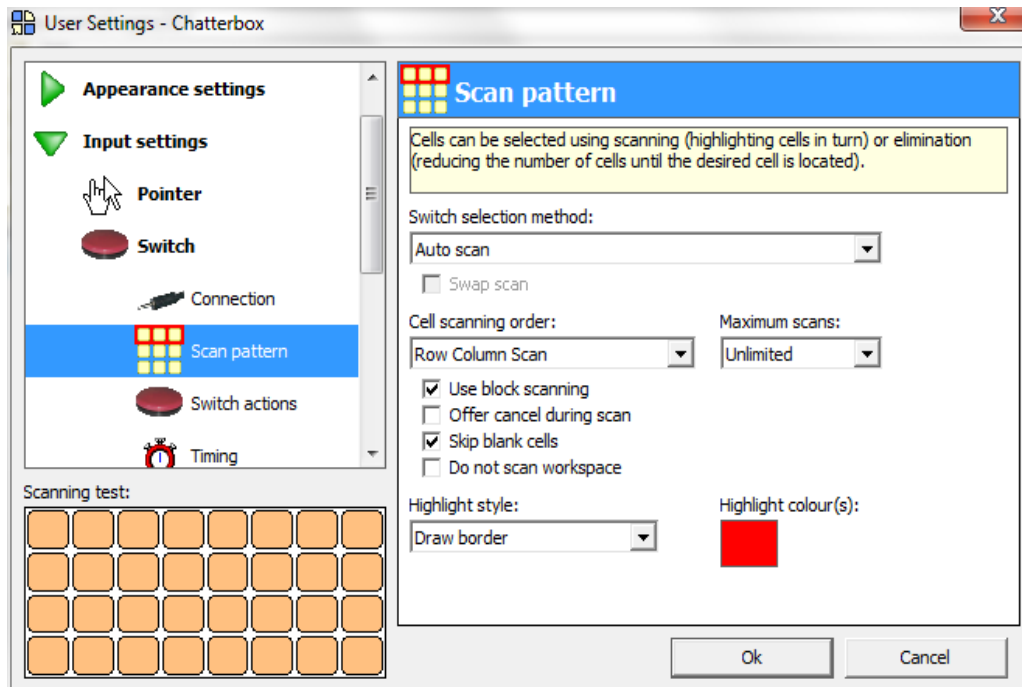 User Settings - Chatterbox
Appearance settings
Input settings
Pointer
Switch
Connection
Scan pattern
Switch actions
Timing
Scanning test:
Scan pattern
Cells can be selected using scanning (highlighting cells in turn) or elimination
(reducing the number of cells until the desired cell is located).
Switch selection method:
Auto scan
Swap scan
Cell scanning order:
Maximum scans:
Row Column Scan
Unlimited
Use block scanning
Offer cancel during scan
Skip blank cells
Do not scan workspace
Highlight style:
Highlight colour(s):
Draw border
Ok
Cancel